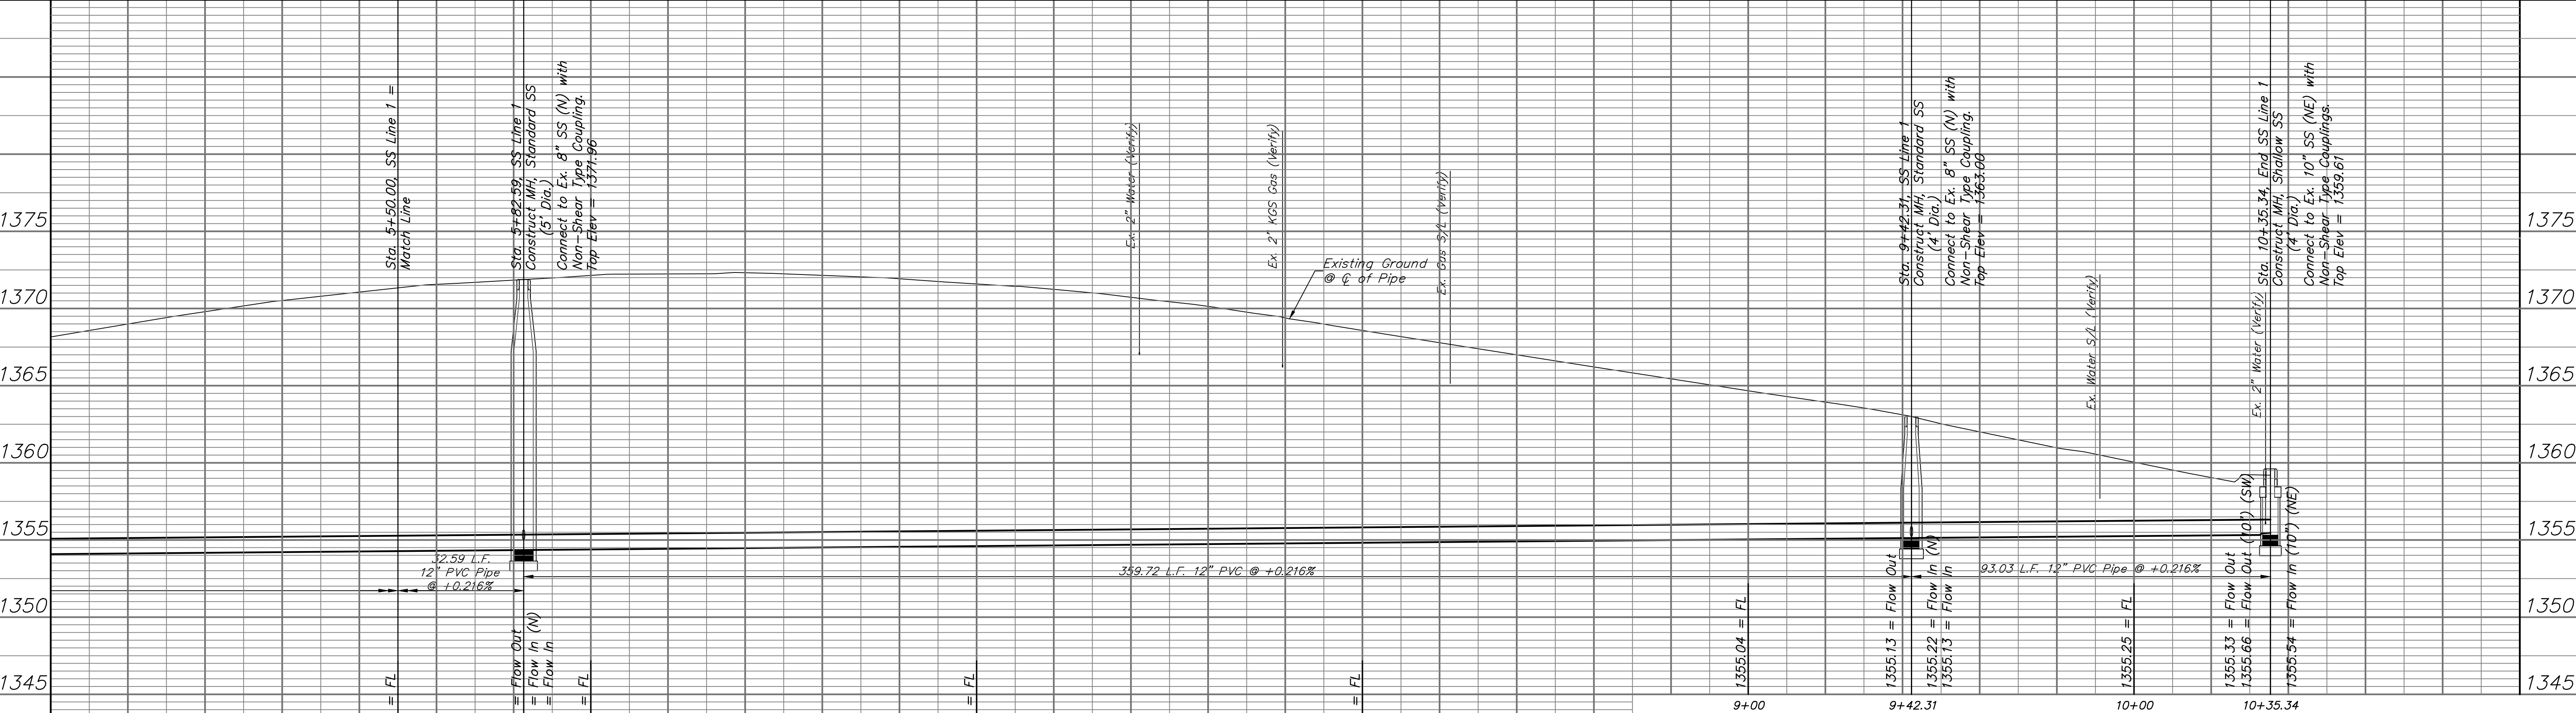 Sta. 5+50.00, SS Line 1 =
Match Line
Sta. 5+82.59, SS Line 1
Construct MH, Standard SS
(5' Dia.)
Connect to Ex. 8" SS (N) with
Non-Shear Type Coupling.
Top Elev = 1371.96
Ex. 2" Water (Verify)
Ex. 2" KGS Gas (Verify)
Ex. Gas S/L (Verify)
Existing Ground
@ ℄ of Pipe
Sta. 9+42.31, SS Line 1
Construct MH, Standard SS
(4' Dia.)
Connect to Ex. 8" SS (N) with
Non-Shear Type Coupling.
Top Elev = 1363.06
Ex. Water S/L (Verify)
Ex. 2" Water (Verify)
Sta. 10+35.34, End SS Line 1
Construct MH, Shallow SS
(4' Dia.)
Connect to Ex. 10" SS (NE) with
Non-Shear Type Couplings.
Top Elev = 1359.61
1375
1370
1365
1360
1355
1350
1345
1375
1370
1365
1360
1355
1350
1345
32.59 L.F.
12" PVC Pipe
@ +0.216%
359.72 L.F. 12" PVC @ +0.216%
93.03 L.F. 12" PVC Pipe @ +0.216%
= FL
= Flow Out
= Flow In (N)
= Flow In
= FL
= FL
= FL
1355.04 = FL
1355.13 = Flow Out
1355.22 = Flow In (N)
1355.13 = Flow In
1355.25 = FL
1355.33 = Flow Out
1355.66 = Flow Out (10") (SW)
1355.54 = Flow In (10") (NE)
9+00
9+42.31
10+00
10+35.34